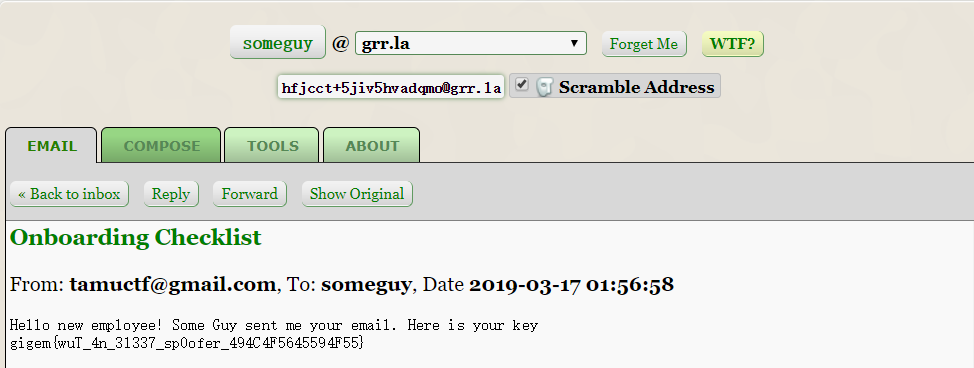 someguy @ grr.la Forget Me WTF?
hfjcct+5jiv5hvadqmo@grr.la Scramble Address
EMAIL COMPOSE TOOLS ABOUT
« Back to inbox Reply Forward Show Original
Onboarding Checklist
From: tamuctf@gmail.com, To: someguy, Date 2019-03-17 01:56:58
Hello new employee! Some Guy sent me your email. Here is your key
gigem{wuT_4n_31337_sp0ofer_494C4F5645594F55}